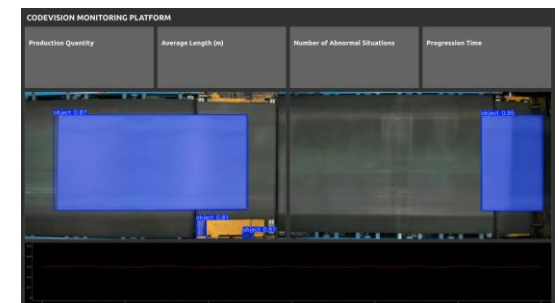 CODEVISION MONITORING PLATFORM
Production Quantity
Average Length (m)
Number of Abnormal Situations
Progression Time
object 0.87
object 0.95
object 0.81
object 0.51